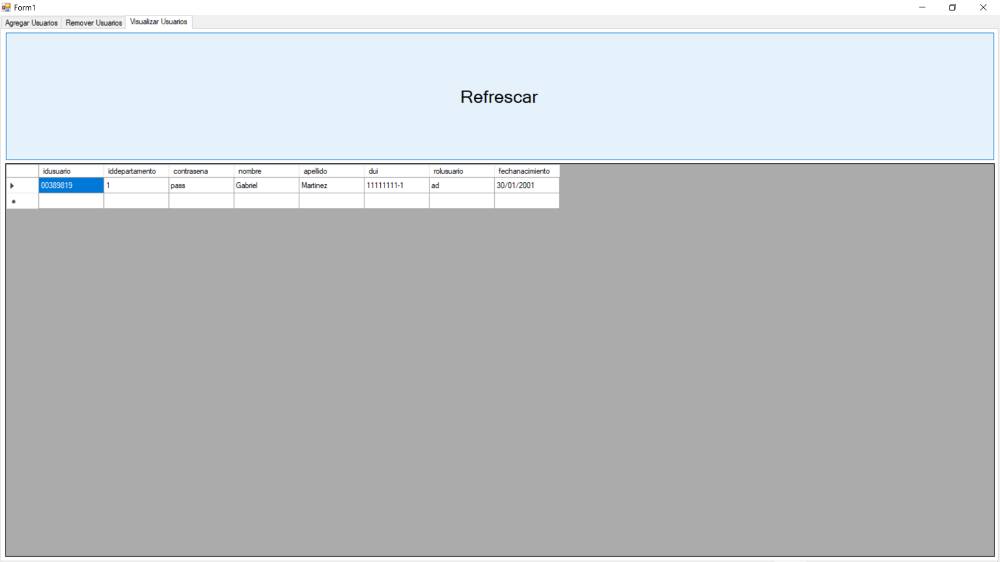 Form1
Agregar Usuarios Remover Usuarios Visualizar Usuarios
Refrescar
idusuario iddepartamento contrasena nombre apellido dui rolusuario fechanacimiento
00389819 1 pass Gabriel Martinez 11111111-1 ad 30/01/2001